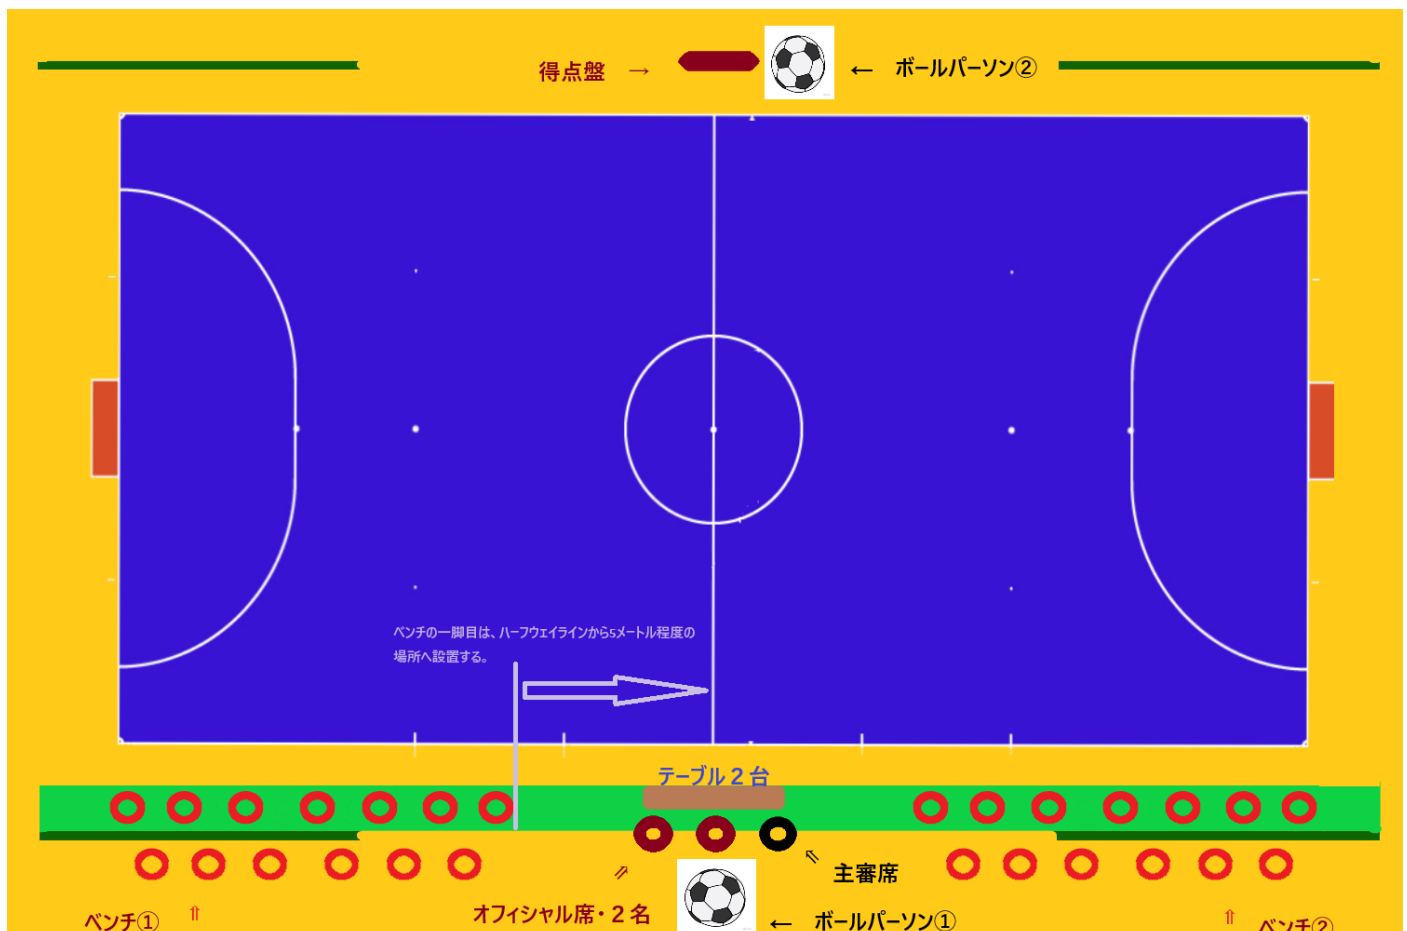 得点盤 → ← ボールパーソン②
ベンチの一脚目は、ハーフウェイラインから5メートル程度の
場所へ設置する。
テーブル2台
⇗ ⇖ 主審席
ベンチ① ⇑ オフィシャル席・2名 ← ボールパーソン① ⇑ ベンチ②